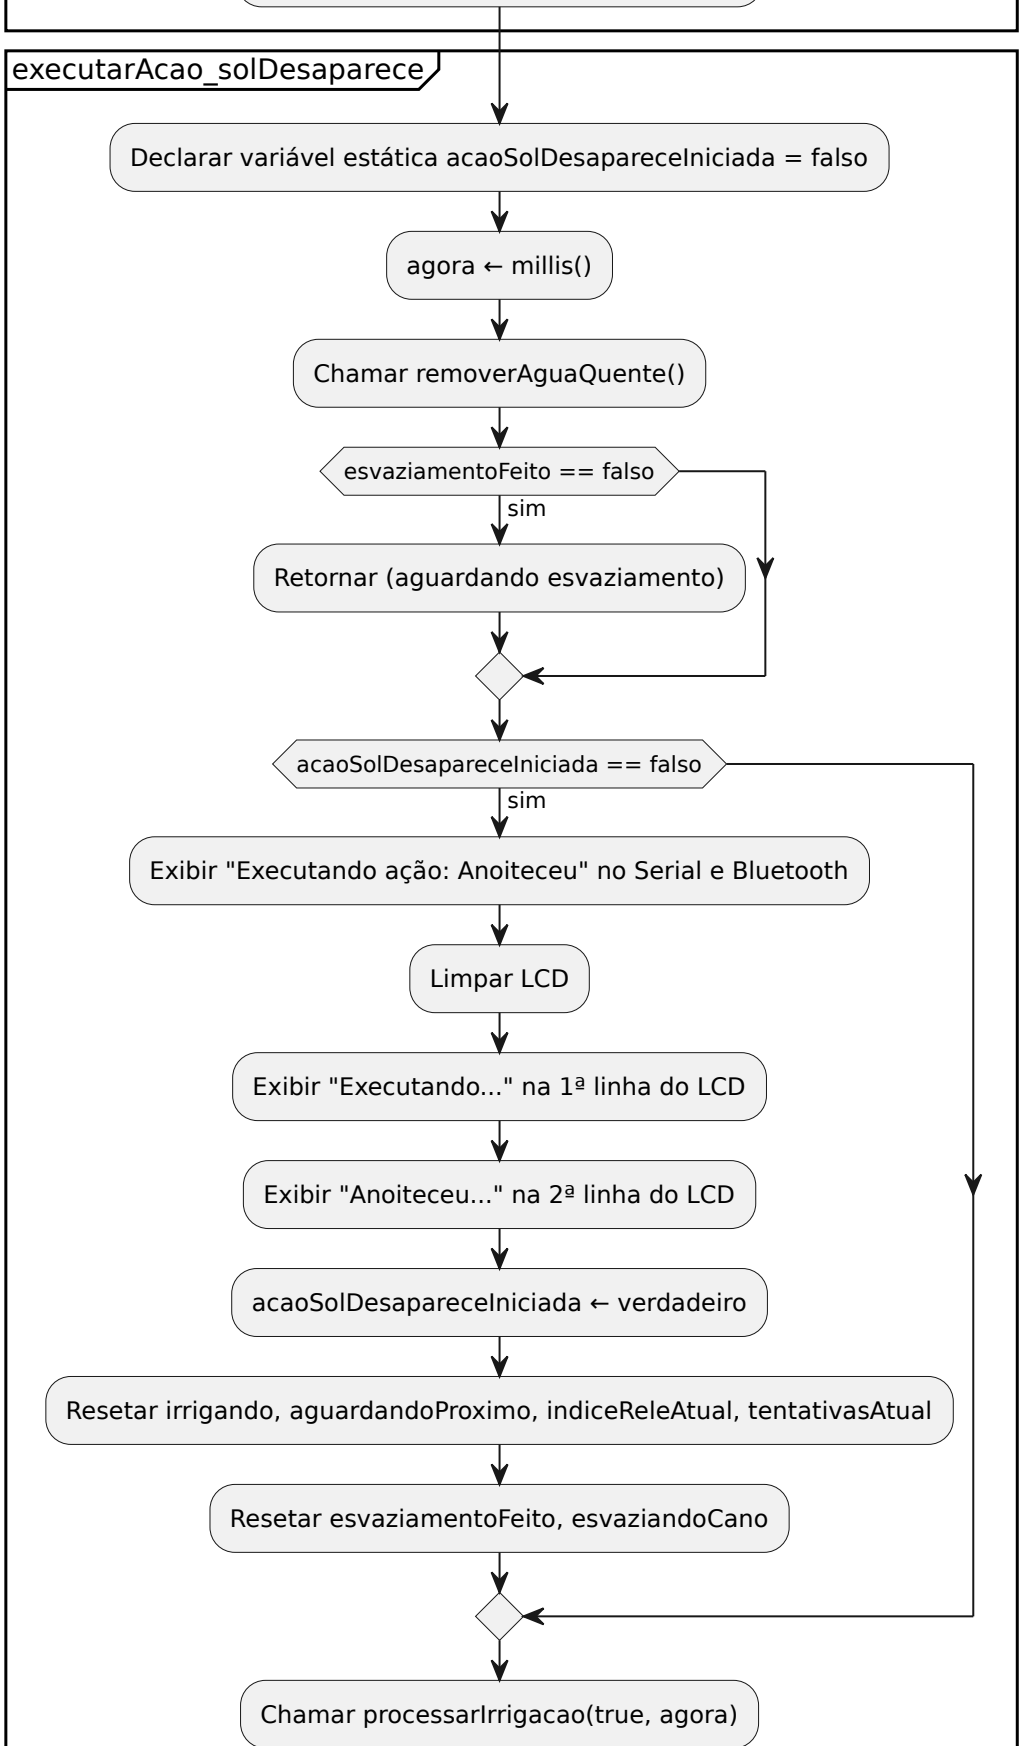 executarAcao_solDesaparece
Declarar variável estática acaoSolDesapareceIniciada = falso
agora ← millis()
Chamar removerAguaQuente()
esvaziamentoFeito == falso
sim
Retornar (aguardando esvaziamento)
acaoSolDesapareceIniciada == falso
sim
Exibir "Executando ação: Anoiteceu" no Serial e Bluetooth
Limpar LCD
Exibir "Executando..." na 1ª linha do LCD
Exibir "Anoiteceu..." na 2ª linha do LCD
acaoSolDesapareceIniciada ← verdadeiro
Resetar irrigando, aguardandoProximo, indiceReleAtual, tentativasAtual
Resetar esvaziamentoFeito, esvaziandoCano
Chamar processarIrrigacao(true, agora)